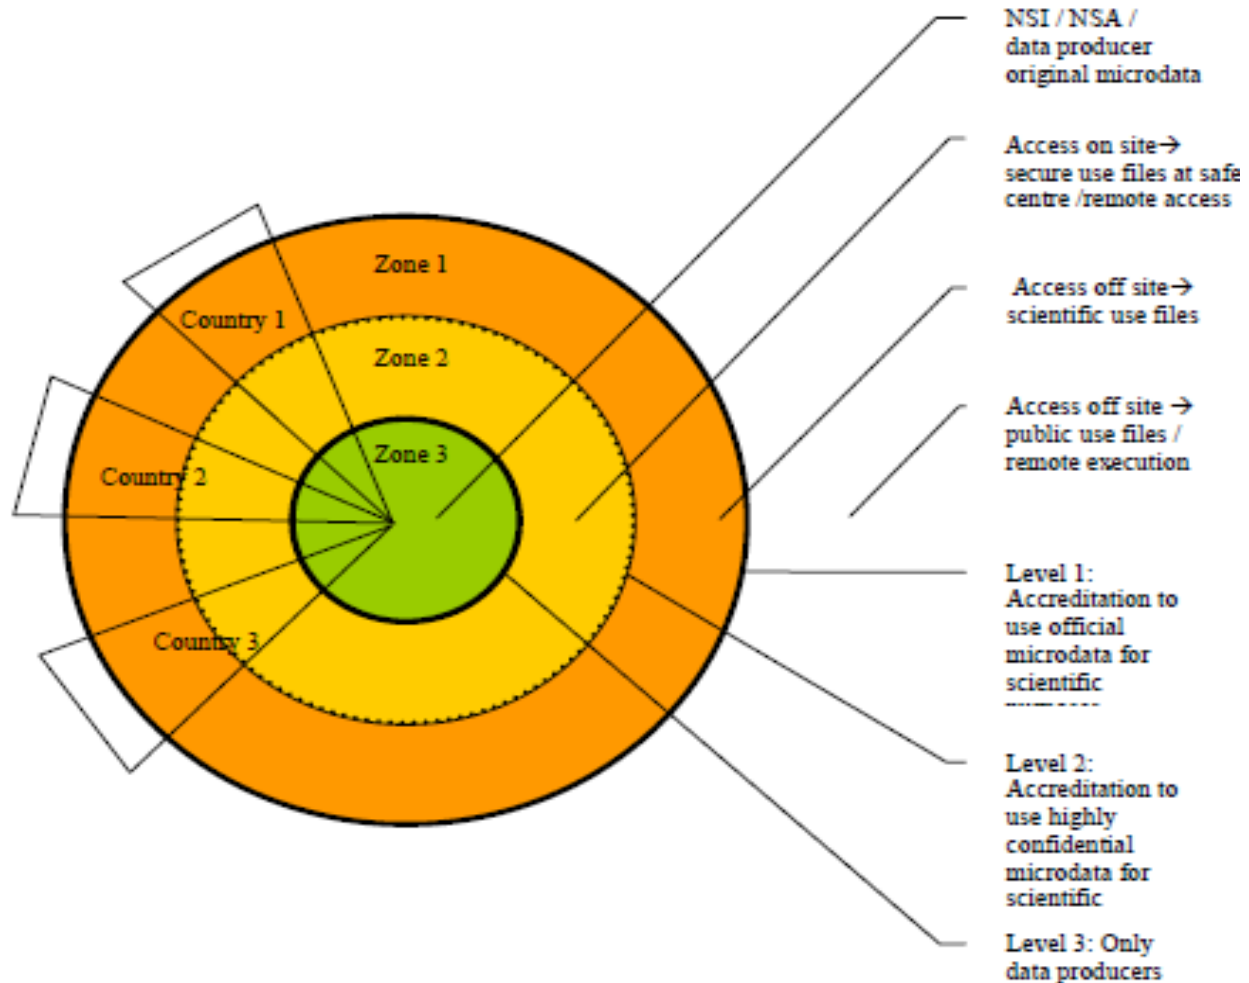 NSI / NSA /
data producer
original microdata
Access on site→
secure use files at safe
centre /remote access
Access off site→
scientific use files
Access off site →
public use files /
remote execution
Level 1:
Accreditation to
use official
microdata for
scientific
Level 2:
Accreditation to
use highly
confidential
microdata for
scientific
Level 3: Only
data producers
Zone 1
Country 1
Zone 2
Zone 3
Country 2
Country 3